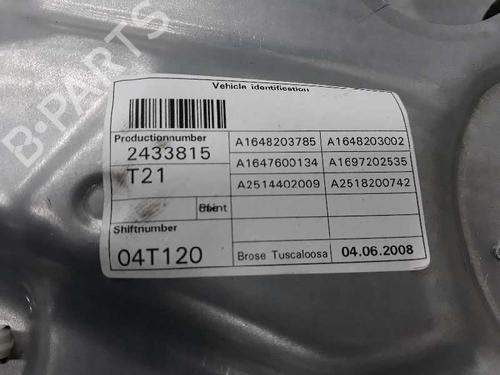 B-PARTS
Vehicle identification
Productionnumber
2433815
T21
A1648203785 A1648203002
A1647600134 A1697202535
A2514402009 A2518200742
Shiftnumber
04T120
Brose Tuscaloosa 04.06.2008